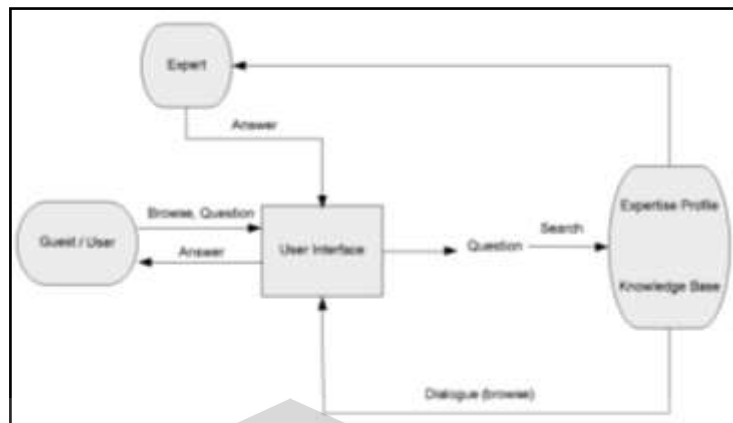 Expert
Answer
Browse, Question
Guest / User
Answer
User Interface
Question
Search
Expertise Profile
Knowledge Base
Dialogue (browse)